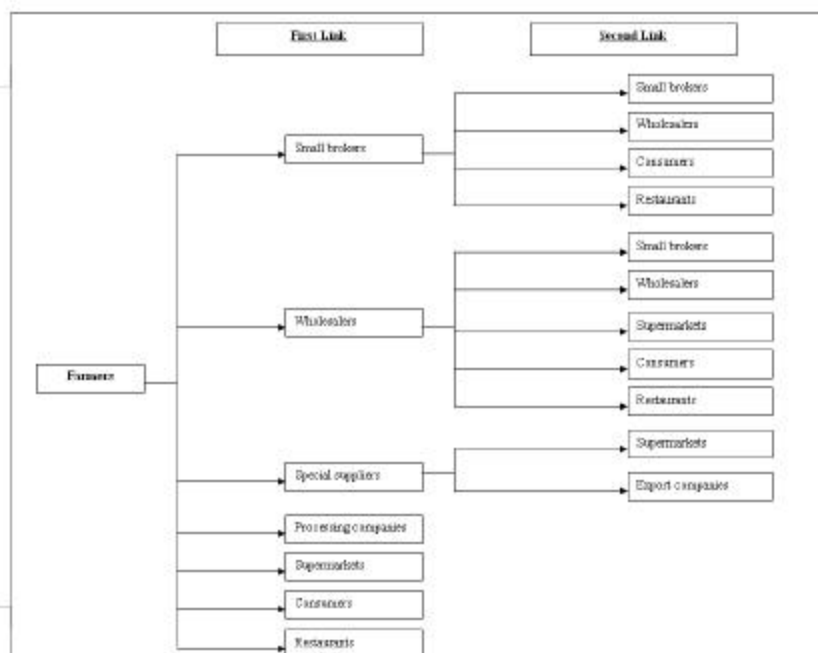 First Link
Second Link
Small brokers
Wholesalers
Consumers
Restaurants
Small brokers
Small brokers
Wholesalers
Supermarkets
Consumers
Restaurants
Wholesalers
Farmers
Supermarkets
Export companies
Special suppliers
Processing companies
Supermarkets
Consumers
Restaurants